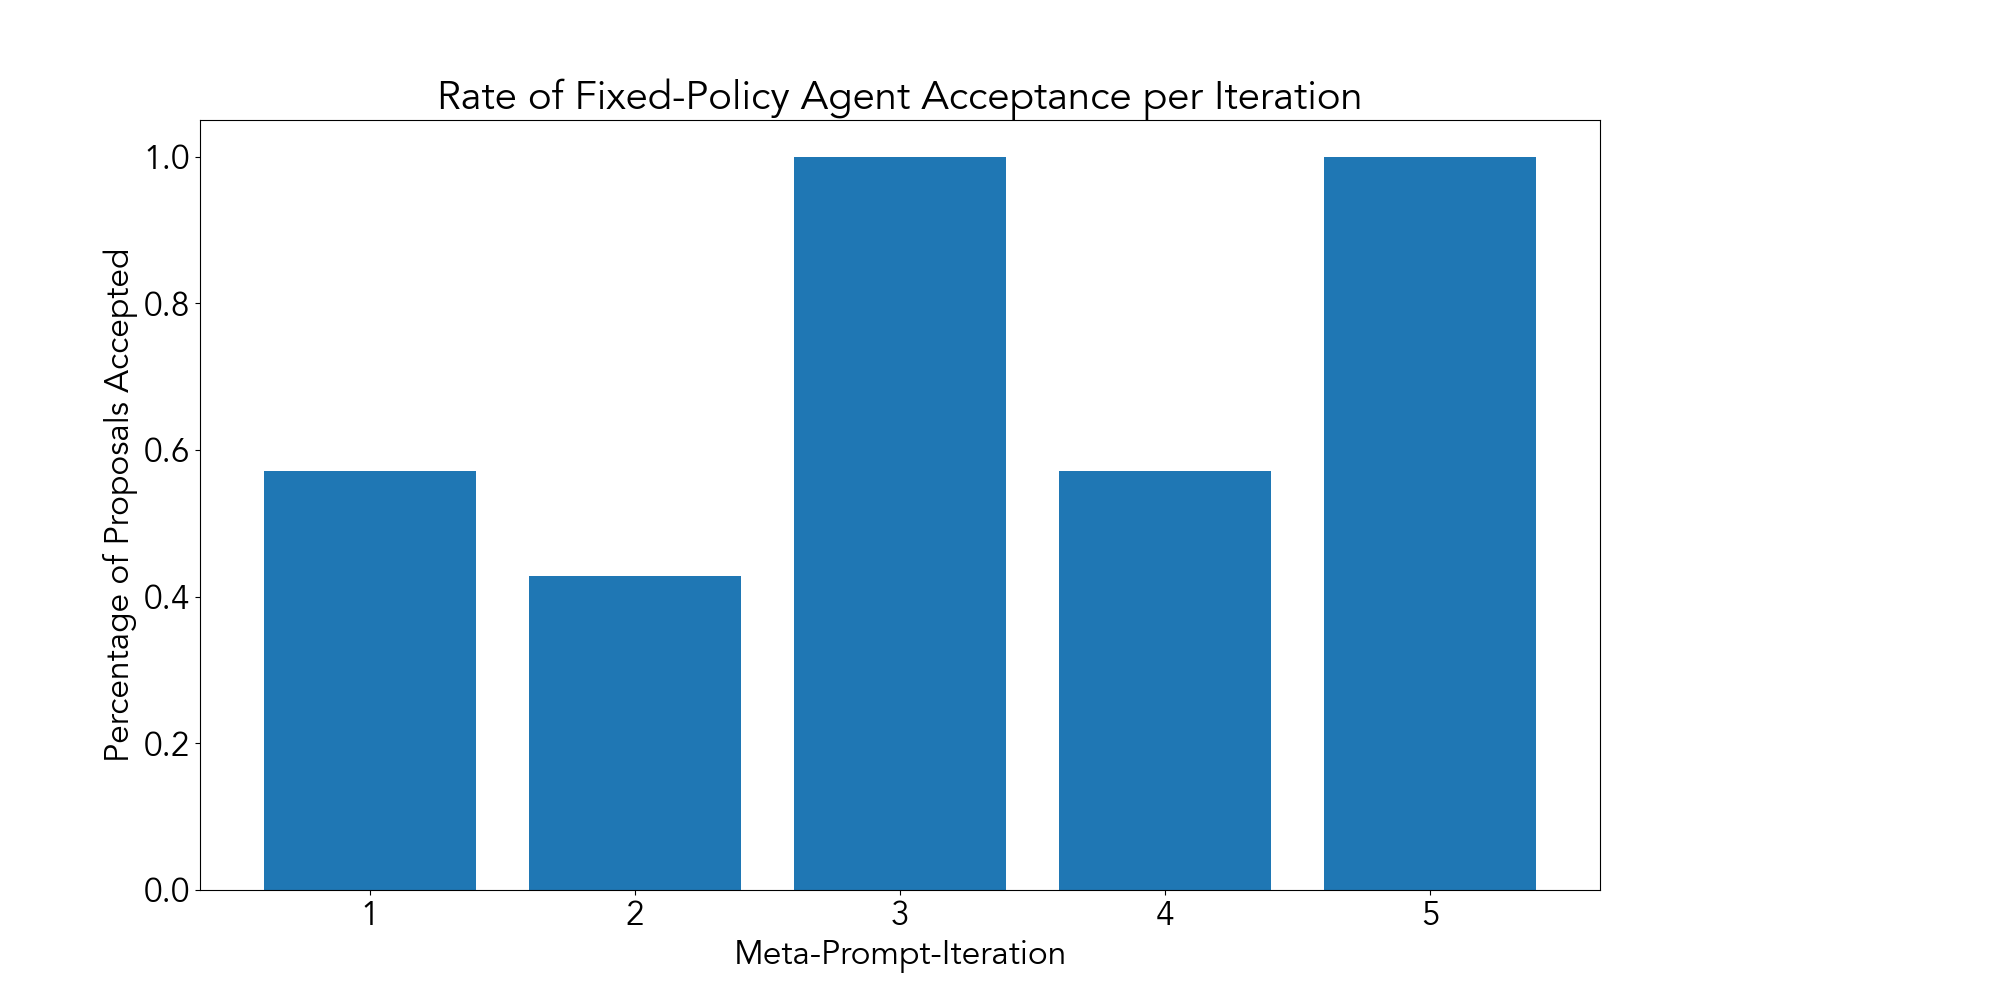 Rate of Fixed-Policy Agent Acceptance per Iteration
Percentage of Proposals Accepted
1.0
0.8
0.6
0.4
0.2
0.0
1 2 3 4 5
Meta-Prompt-Iteration